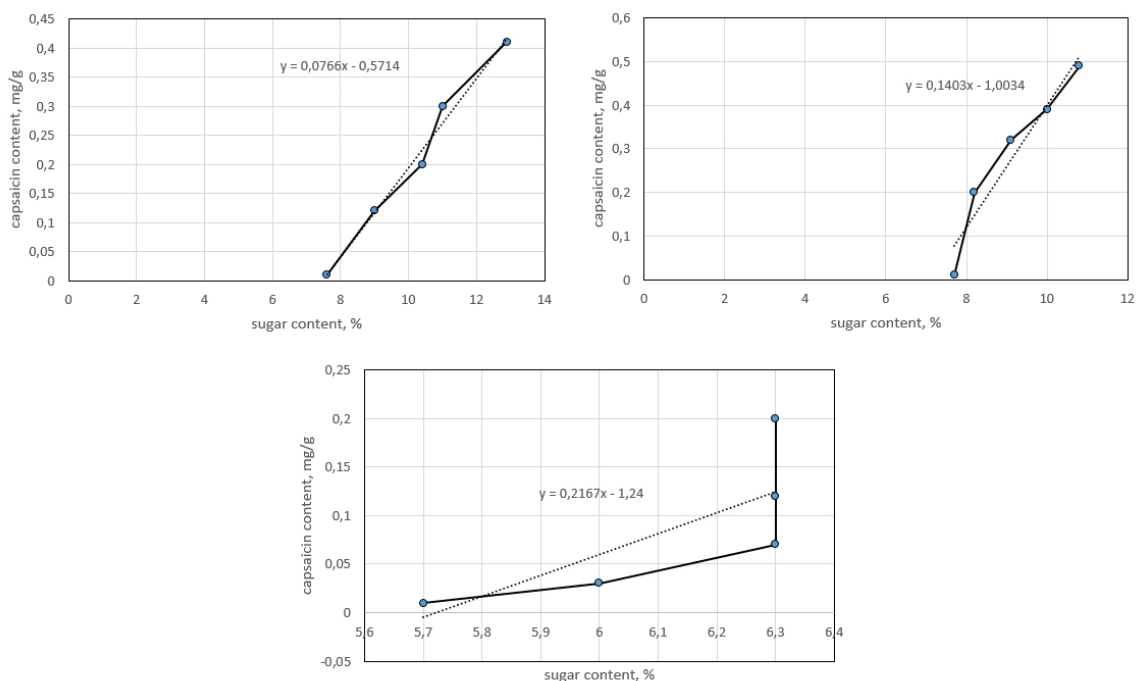 0,45
0,4
0,35
0,3
0,25
0,2
0,15
0,1
0,05
0
capsaicin content, mg/g
y = 0,0766x - 0,5714
0 2 4 6 8 10 12 14
sugar content, %
0,6
0,5
0,4
0,3
0,2
0,1
0
capsaicin content, mg/g
y = 0,1403x - 1,0034
0 2 4 6 8 10 12
sugar content, %
0,25
0,2
0,15
0,1
0,05
0
-0,05
capsaicin content, mg/g
y = 0,2167x - 1,24
5,6 5,7 5,8 5,9 6 6,1 6,2 6,3 6,4
sugar content, %